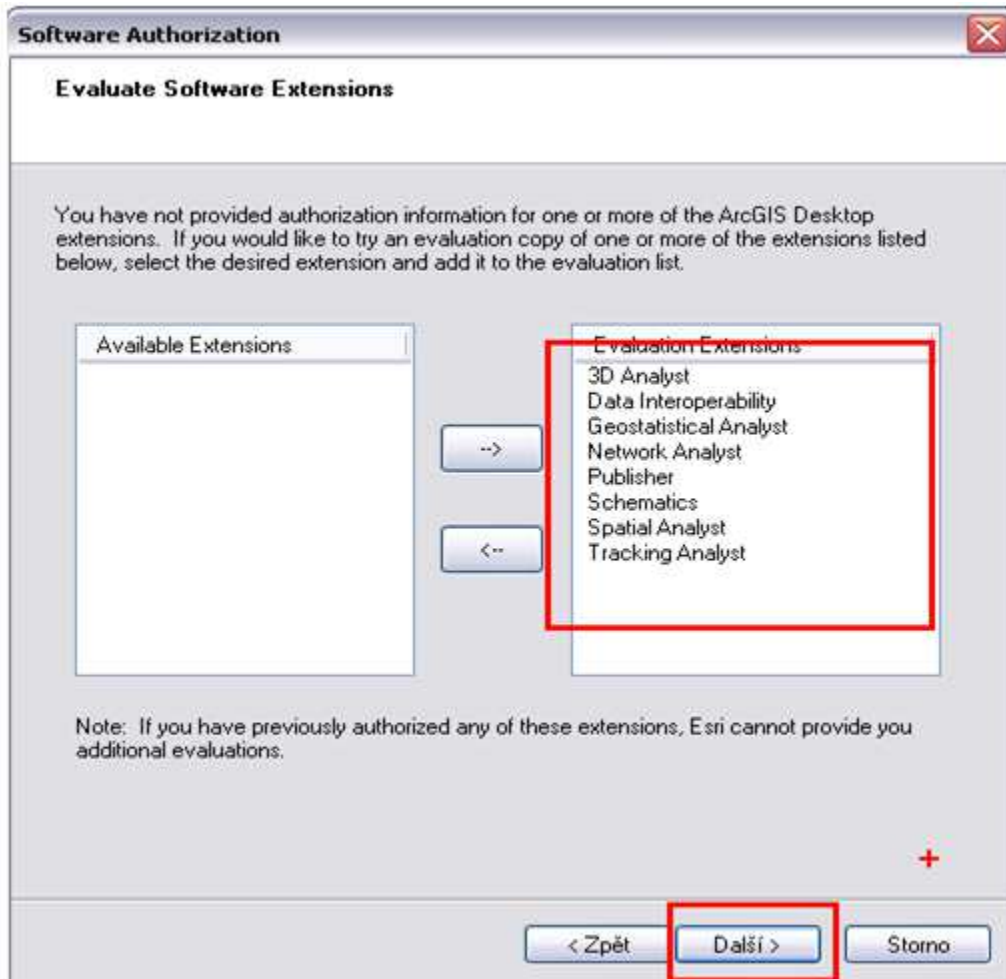 Software Authorization
Evaluate Software Extensions
You have not provided authorization information for one or more of the ArcGIS Desktop
extensions. If you would like to try an evaluation copy of one or more of the extensions listed
below, select the desired extension and add it to the evaluation list.
Available Extensions
-->
<--
Evaluation Extensions
3D Analyst
Data Interoperability
Geostatistical Analyst
Network Analyst
Publisher
Schematics
Spatial Analyst
Tracking Analyst
Note: If you have previously authorized any of these extensions, Esri cannot provide you
additional evaluations.
< Zpět
Další >
Storno